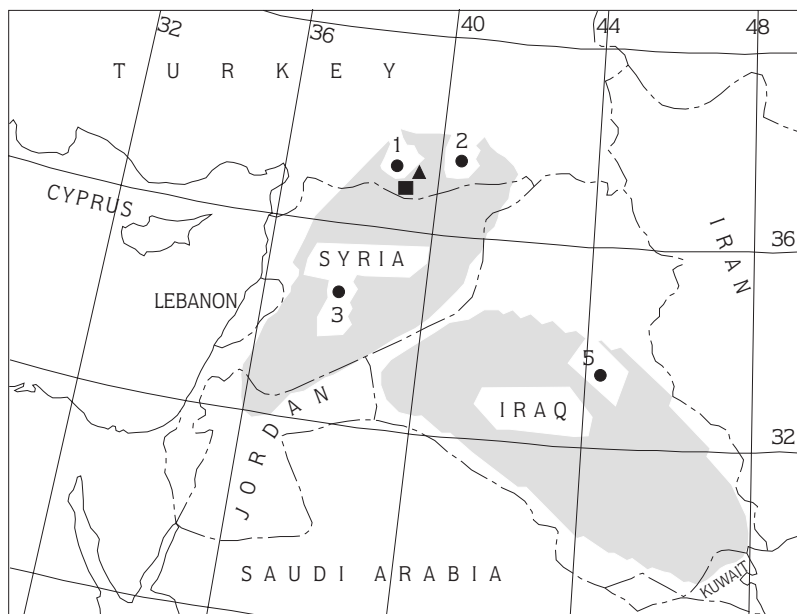 32
36
40
44
48
TURKEY
1
2
CYPRUS
IRAN
36
SYRIA
LEBANON
3
5
JORDAN
IRAQ
32
SAUDI ARABIA
KUWAIT